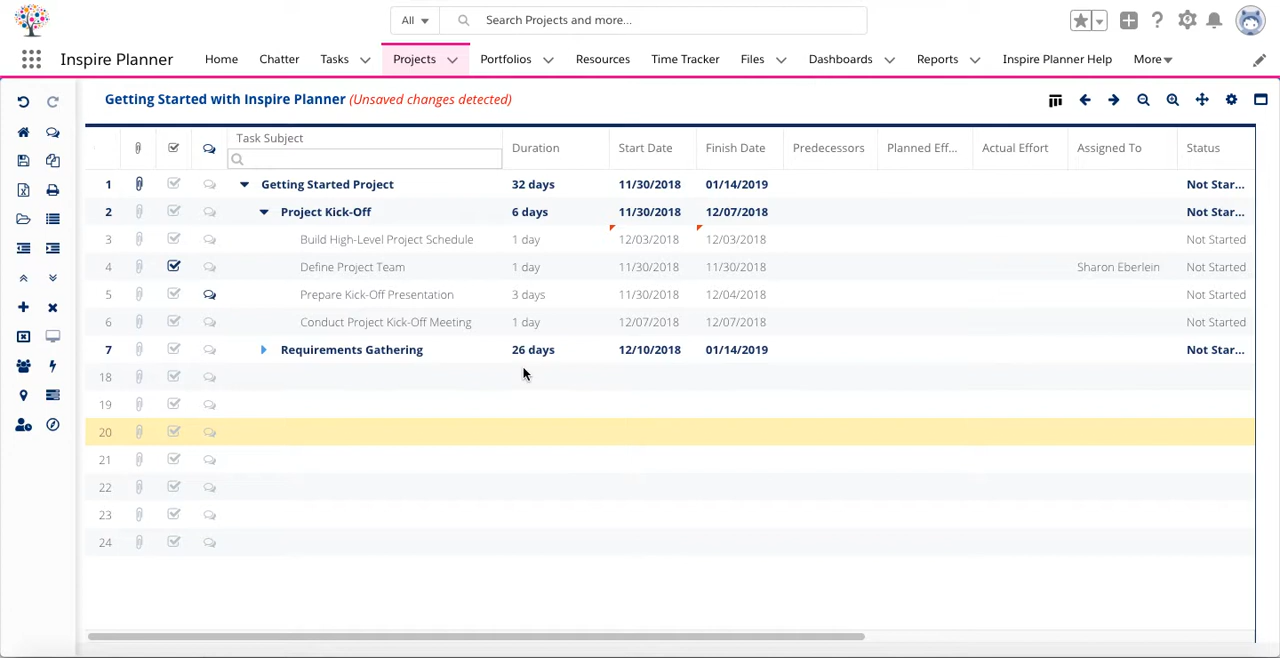 All Search Projects and more...
Inspire Planner Home Chatter Tasks Projects Portfolios Resources Time Tracker Files Dashboards Reports Inspire Planner Help More
Getting Started with Inspire Planner (Unsaved changes detected)
Task Subject Duration Start Date Finish Date Predecessors Planned Eff... Actual Effort Assigned To Status
1 Getting Started Project 32 days 11/30/2018 01/14/2019 Not Star...
2 Project Kick-Off 6 days 11/30/2018 12/07/2018 Not Star...
3 Build High-Level Project Schedule 1 day 12/03/2018 12/03/2018 Not Started
4 Define Project Team 1 day 11/30/2018 11/30/2018 Sharon Eberlein Not Started
5 Prepare Kick-Off Presentation 3 days 11/30/2018 12/04/2018 Not Started
6 Conduct Project Kick-Off Meeting 1 day 12/07/2018 12/07/2018 Not Started
7 Requirements Gathering 26 days 12/10/2018 01/14/2019 Not Star...
18
19
20
21
22
23
24